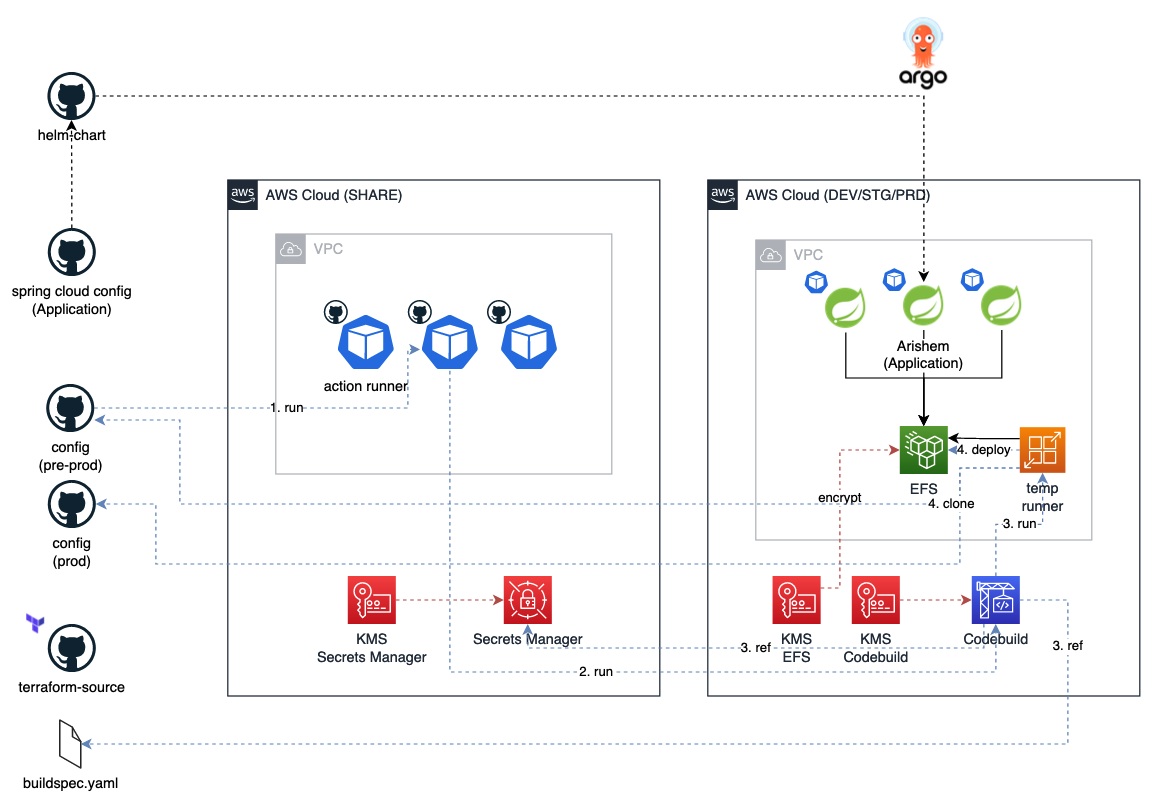 argo
helm-chart
aws
AWS Cloud (SHARE)
aws
AWS Cloud (DEV/STG/PRD)
VPC
VPC
spring cloud config
(Application)
Arishem
(Application)
action runner
1. run
config
(pre-prod)
4. deploy
EFS
temp
runner
encrypt
4. clone
3. run
config
(prod)
KMS
Secrets Manager
Secrets Manager
KMS
EFS
KMS
Codebuild
Codebuild
3. ref
3. ref
2. run
terraform-source
buildspec.yaml